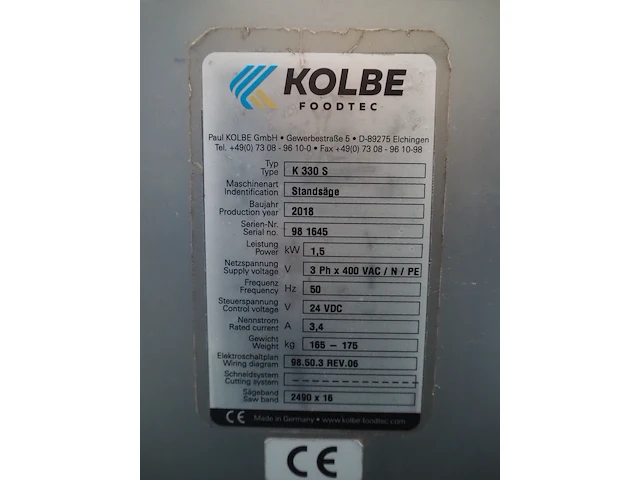 KOLBE
FOODTEC
Paul KOLBE GmbH • Gewerbestraße 5 • D-89275 Elchingen
Tel. +49(0) 73 08 - 96 10-0 • Fax +49(0) 73 08 - 96 10-98
Typ
Type K 330 S
Maschinenart
Indentification Standsäge
Baujahr
Production year 2018
Serien-Nr.
Serial no. 98 1645
Leistung
Power kW 1,5
Netzspannung
Supply voltage V 3 Ph x 400 VAC / N / PE
Frequenz
Frequency Hz 50
Steuerspannung
Control voltage V 24 VDC
Nennstrom
Rated current A 3,4
Gewicht
Weight kg 165 – 175
Elektroschaltplan
Wiring diagram 98.50.3 REV.06
Schneidsystem
Cutting system ----------------
Sägeband
Saw band 2490 x 16
CE Made in Germany • www.kolbe-foodtec.com
CE